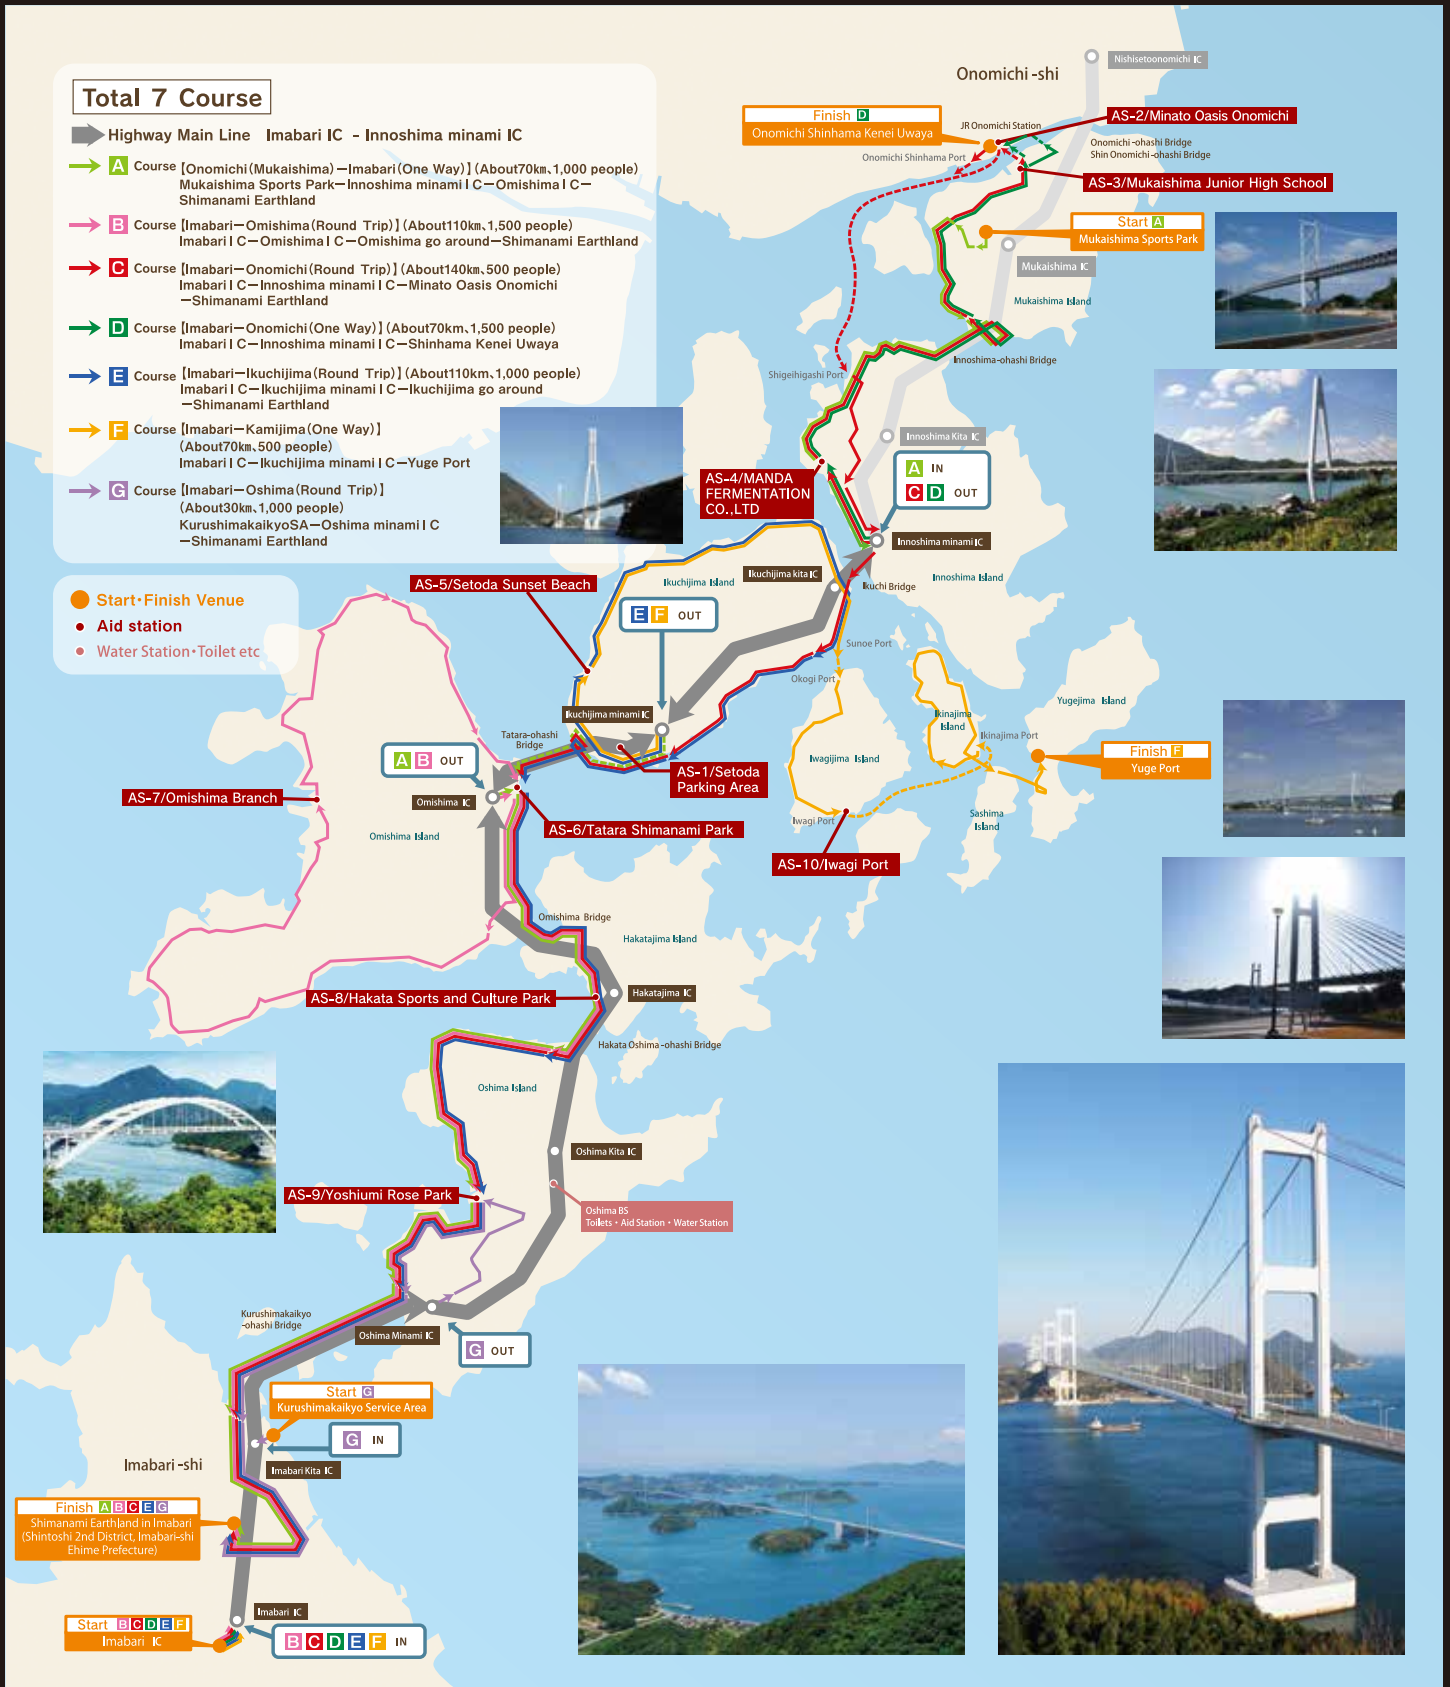 Total 7 Course
Highway Main Line Imabari IC - Innoshima minami IC
A Course 【Onomichi(Mukaishima)－Imabari(One Way)】(About70㎞、1,000 people)
Mukaishima Sports Park－Innoshima minami I C－Omishima I C－
Shimanami Earthland
B Course 【Imabari－Omishima(Round Trip)】(About110㎞、1,500 people)
Imabari I C－Omishima I C－Omishima go around－Shimanami Earthland
C Course 【Imabari－Onomichi(Round Trip)】(About140㎞、500 people)
Imabari I C－Innoshima minami I C－Minato Oasis Onomichi
－Shimanami Earthland
D Course 【Imabari－Onomichi(One Way)】(About70㎞、1,500 people)
Imabari I C－Innoshima minami I C－Shinhama Kenei Uwaya
E Course 【Imabari－Ikuchijima(Round Trip)】(About110㎞、1,000 people)
Imabari I C－Ikuchijima minami I C－Ikuchijima go around
－Shimanami Earthland
F Course 【Imabari－Kamijima(One Way)】
(About70㎞、500 people)
Imabari I C－Ikuchijima minami I C－Yuge Port
G Course 【Imabari－Oshima(Round Trip)】
(About30㎞、1,000 people)
KurushimakaikyoSA－Oshima minami I C
－Shimanami Earthland
Start・Finish Venue
Aid station
Water Station・Toilet etc
Onomichi-shi
Nishisetoonomichi IC
Finish D
Onomichi Shinhama Kenei Uwaya
JR Onomichi Station
AS-2/Minato Oasis Onomichi
Onomichi Shinhama Port
Onomichi-ohashi Bridge
Shin Onomichi-ohashi Bridge
AS-3/Mukaishima Junior High School
Start A
Mukaishima Sports Park
Mukaishima IC
Mukaishima Island
Innoshima-ohashi Bridge
Shigeihigashi Port
Innoshima Kita IC
AS-4/MANDA
FERMENTATION
CO.,LTD
A IN
C D OUT
Innoshima minami IC
Innoshima Island
Ikuchi Bridge
Ikuchijima kita IC
Ikuchijima Island
AS-5/Setoda Sunset Beach
E F OUT
Sunoe Port
Okogi Port
Ikuchijima minami IC
Tatara-ohashi
Bridge
A B OUT
AS-1/Setoda
Parking Area
Iwagijima Island
Ikinajima
Island
Ikinajima Port
Yugejima Island
Finish F
Yuge Port
Sashima
Island
Iwagi Port
AS-10/Iwagi Port
AS-7/Omishima Branch
Omishima IC
Omishima Island
AS-6/Tatara Shimanami Park
Omishima Bridge
Hakatajima Island
AS-8/Hakata Sports and Culture Park
Hakatajima IC
Hakata Oshima-ohashi Bridge
Oshima Island
Oshima Kita IC
AS-9/Yoshiumi Rose Park
Oshima BS
Toilets・Aid Station・Water Station
Kurushimakaikyo
-ohashi Bridge
Oshima Minami IC
G OUT
Start G
Kurushimakaikyo Service Area
G IN
Imabari-shi
Imabari Kita IC
Finish A B C E G
Shimanami Earthland in Imabari
(Shintoshi 2nd District, Imabari-shi
Ehime Prefecture)
Imabari IC
Start B C D E F
Imabari IC
B C D E F IN